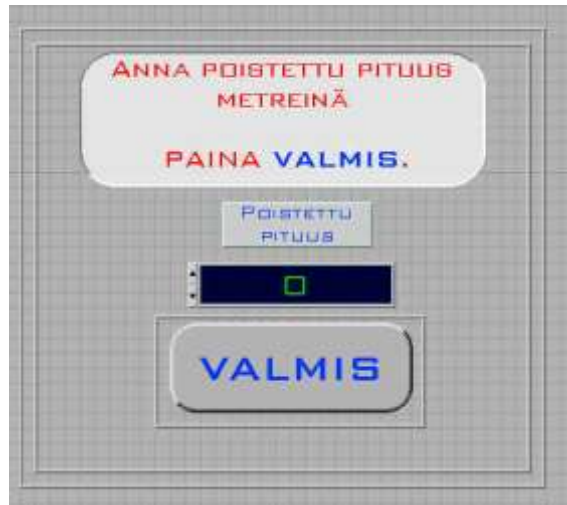 Anna poistettu pituus
metreinä
paina valmis.
Poistettu
pituus
0
VALMIS